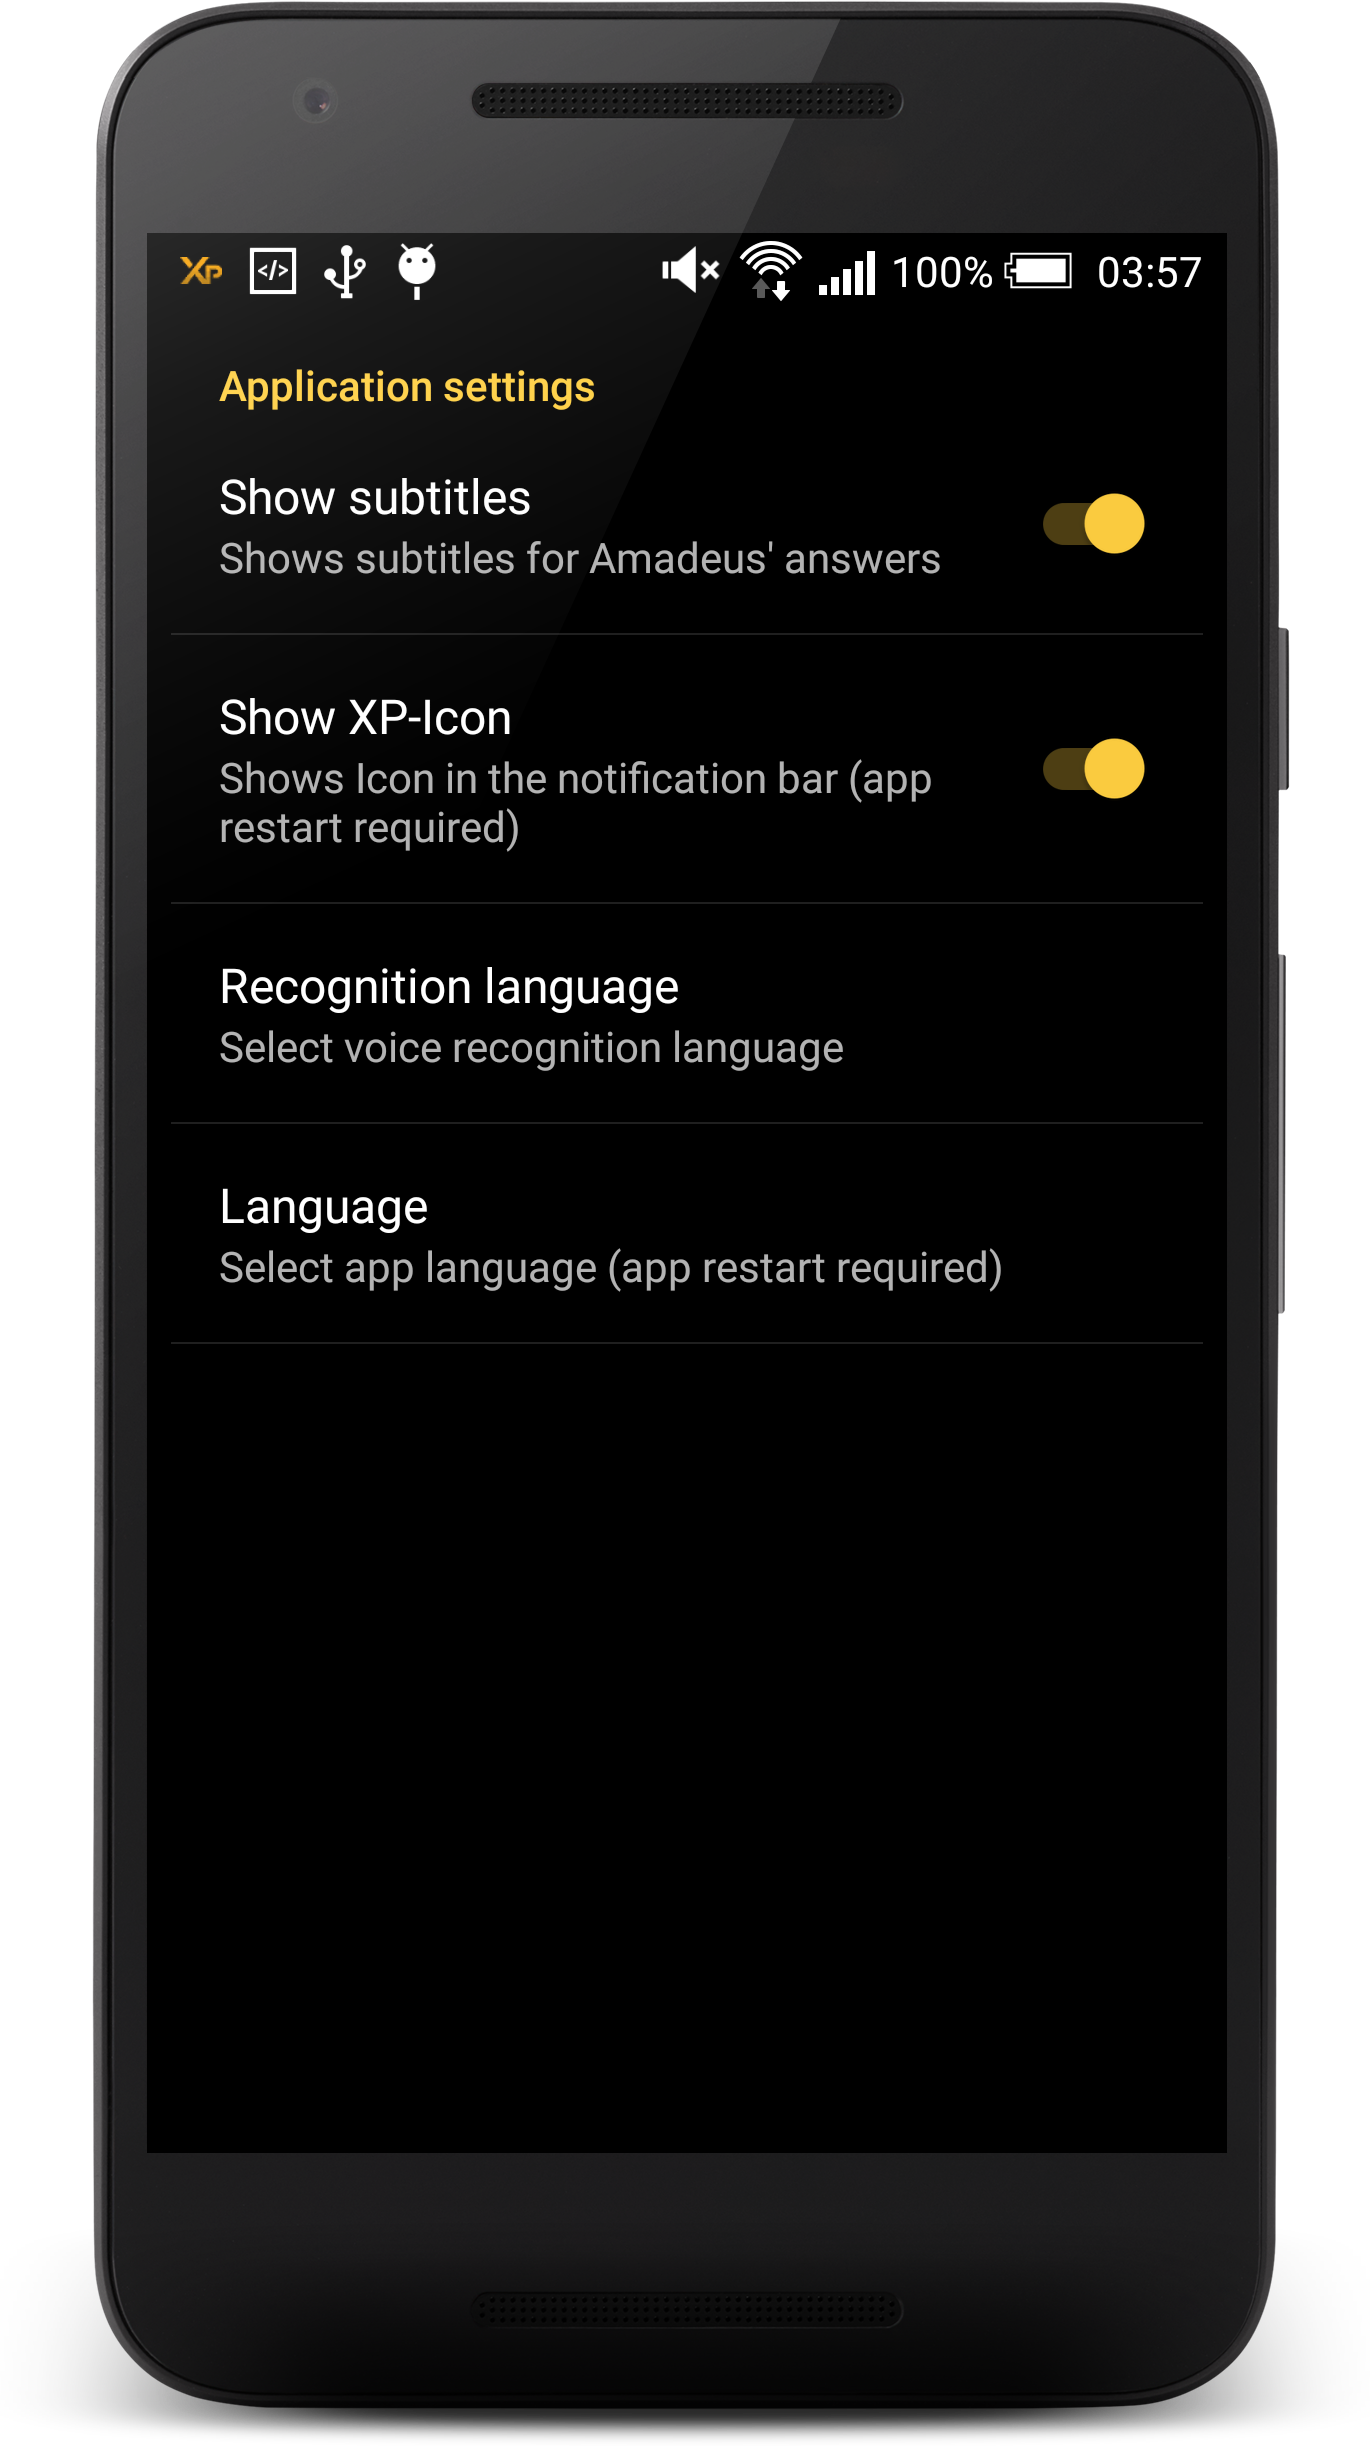 XP </> 100% 03:57
Application settings
Show subtitles
Shows subtitles for Amadeus' answers
Show XP-Icon
Shows Icon in the notification bar (app
restart required)
Recognition language
Select voice recognition language
Language
Select app language (app restart required)